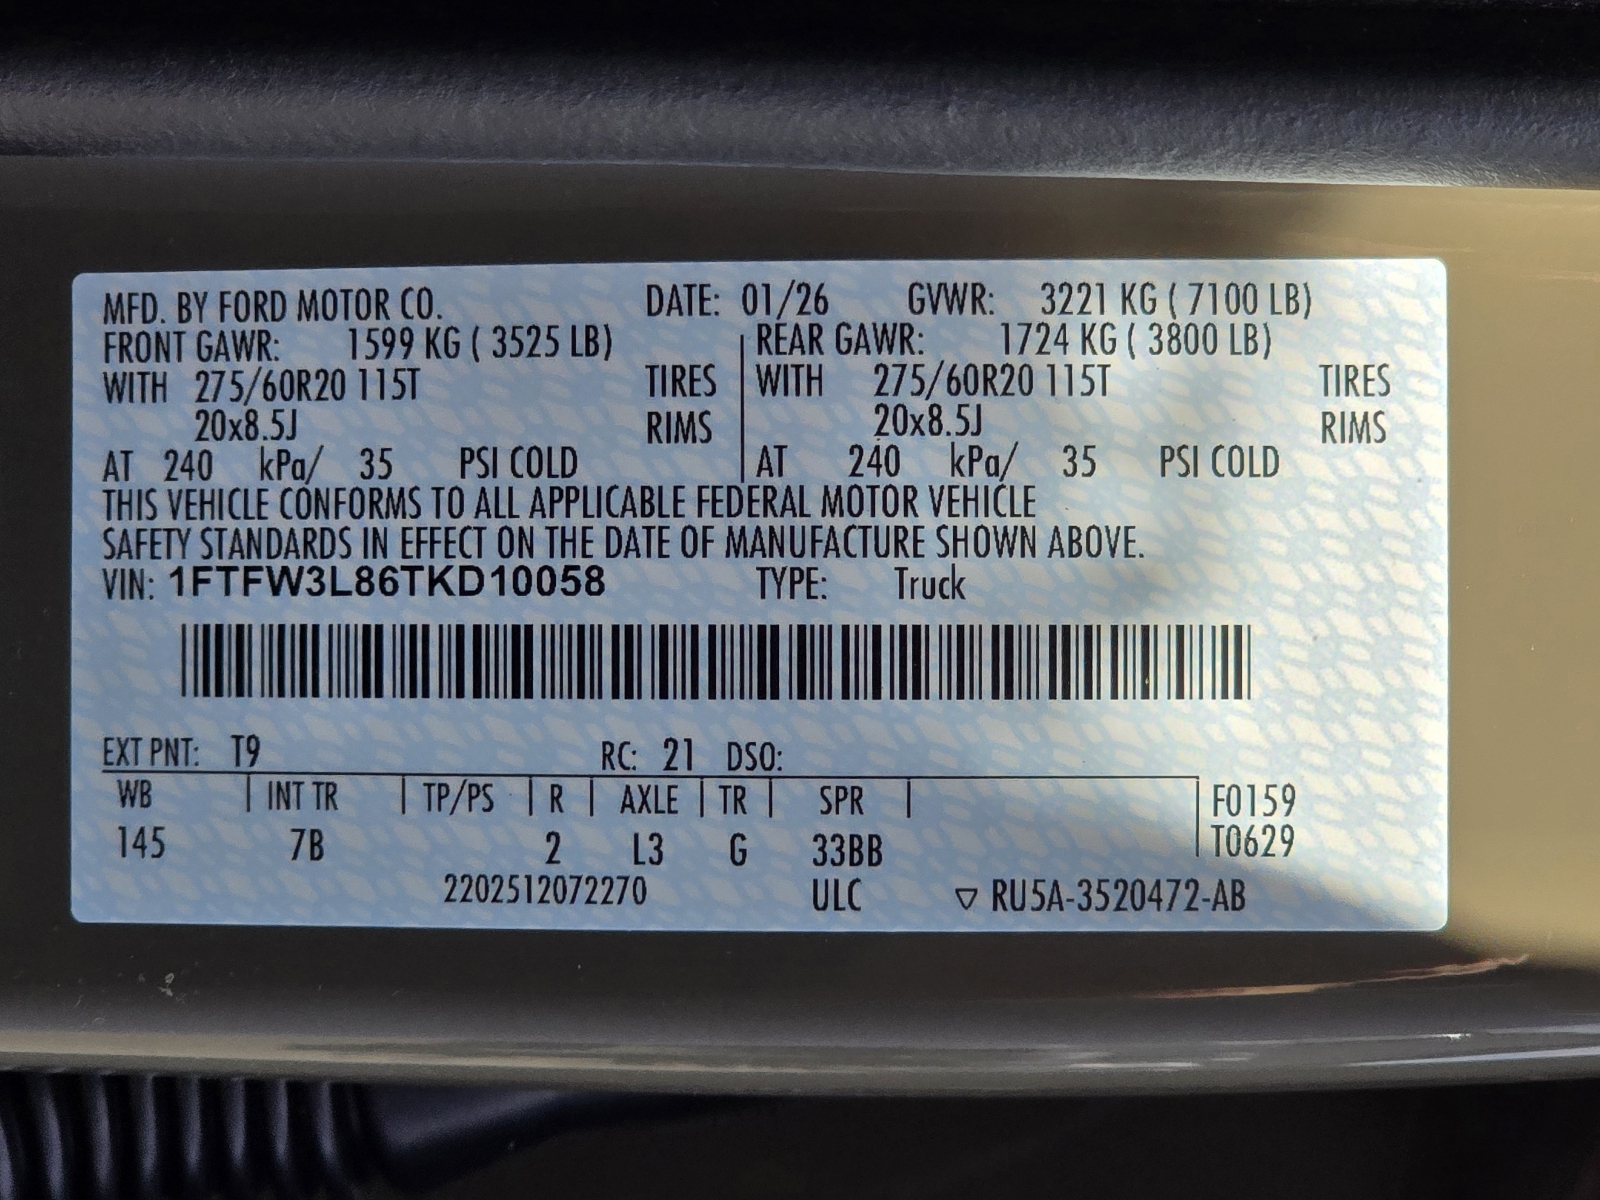 MFD. BY FORD MOTOR CO. DATE: 01/26 GVWR: 3221 KG ( 7100 LB)
FRONT GAWR: 1599 KG ( 3525 LB) REAR GAWR: 1724 KG ( 3800 LB)
WITH 275/60R20 115T TIRES WITH 275/60R20 115T TIRES
20x8.5J RIMS 20x8.5J RIMS
AT 240 kPa/ 35 PSI COLD AT 240 kPa/ 35 PSI COLD
THIS VEHICLE CONFORMS TO ALL APPLICABLE FEDERAL MOTOR VEHICLE
SAFETY STANDARDS IN EFFECT ON THE DATE OF MANUFACTURE SHOWN ABOVE.
VIN: 1FTFW3L86TKD10058 TYPE: Truck
EXT PNT: T9 RC: 21 DSO:
WB INT TR TP/PS R AXLE TR SPR F0159
145 7B 2 L3 G 33BB T0629
2202512072270 ULC ▽ RU5A-3520472-AB